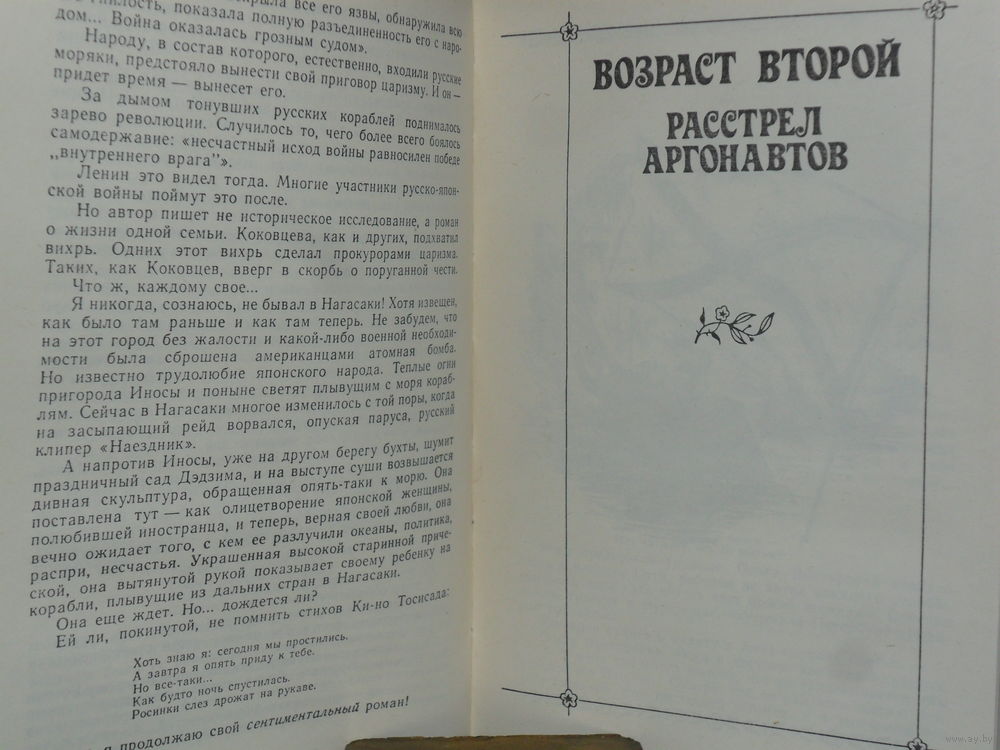 все его язвы, обнаружила всю
гнилость, показала полную разъединенность его с наро-
дом... Война оказалась грозным судом».
Народу, в состав которого, естественно, входили русские
моряки, предстояло вынести свой приговор царизму. И он —
придет время — вынесет его.
За дымом тонувших русских кораблей поднималось
зарево революции. Случилось то, чего более всего боялось
самодержавие: «несчастный исход войны равносилен победе
„внутреннего врага"».
Ленин это видел тогда. Многие участники русско-япон-
ской войны поймут это после.
Но автор пишет не историческое исследование, а роман
о жизни одной семьи. Коковцева, как и других, подхватил
вихрь. Одних этот вихрь сделал прокурорами царизма.
Таких, как Коковцев, вверг в скорбь о поруганной чести.
Что ж, каждому свое...
Я никогда, сознаюсь, не бывал в Нагасаки! Хотя извещен,
как было там раньше и как там теперь. Не забудем, что
на этот город без жалости и какой-либо военной необходи-
мости была сброшена американцами атомная бомба.
Но известно трудолюбие японского народа. Теплые огни
пригорода Иносы и поныне светят плывущим с моря кораб-
лям. Сейчас в Нагасаки многое изменилось с той поры, когда
на засыпающий рейд ворвался, опуская паруса, русский
клипер «Наездник».
А напротив Иносы, уже на другом берегу бухты, шумит
праздничный сад Дэдзима, и на выступе суши возвышается
дивная скульптура, обращенная опять-таки к морю. Она
поставлена тут — как олицетворение японской женщины,
полюбившей иностранца, и теперь, верная своей любви, она
вечно ожидает того, с кем ее разлучили океаны, политика,
распри, несчастья. Украшенная высокой старинной приче-
ской, она вытянутой рукой показывает своему ребенку на
корабли, плывущие из дальних стран в Нагасаки.
Она еще ждет. Но... дождется ли?
Ей ли, покинутой, не помнить стихов Ки-но Тосисада:
Хоть знаю я: сегодня мы простились.
А завтра я опять приду к тебе.
Но все-таки...
Как будто ночь спустилась.
Росинки слез дрожат на рукаве.
я продолжаю свой сентиментальный роман!
ВОЗРАСТ ВТОРОЙ
РАССТРЕЛ
АРГОНАВТОВ
www.ay.by